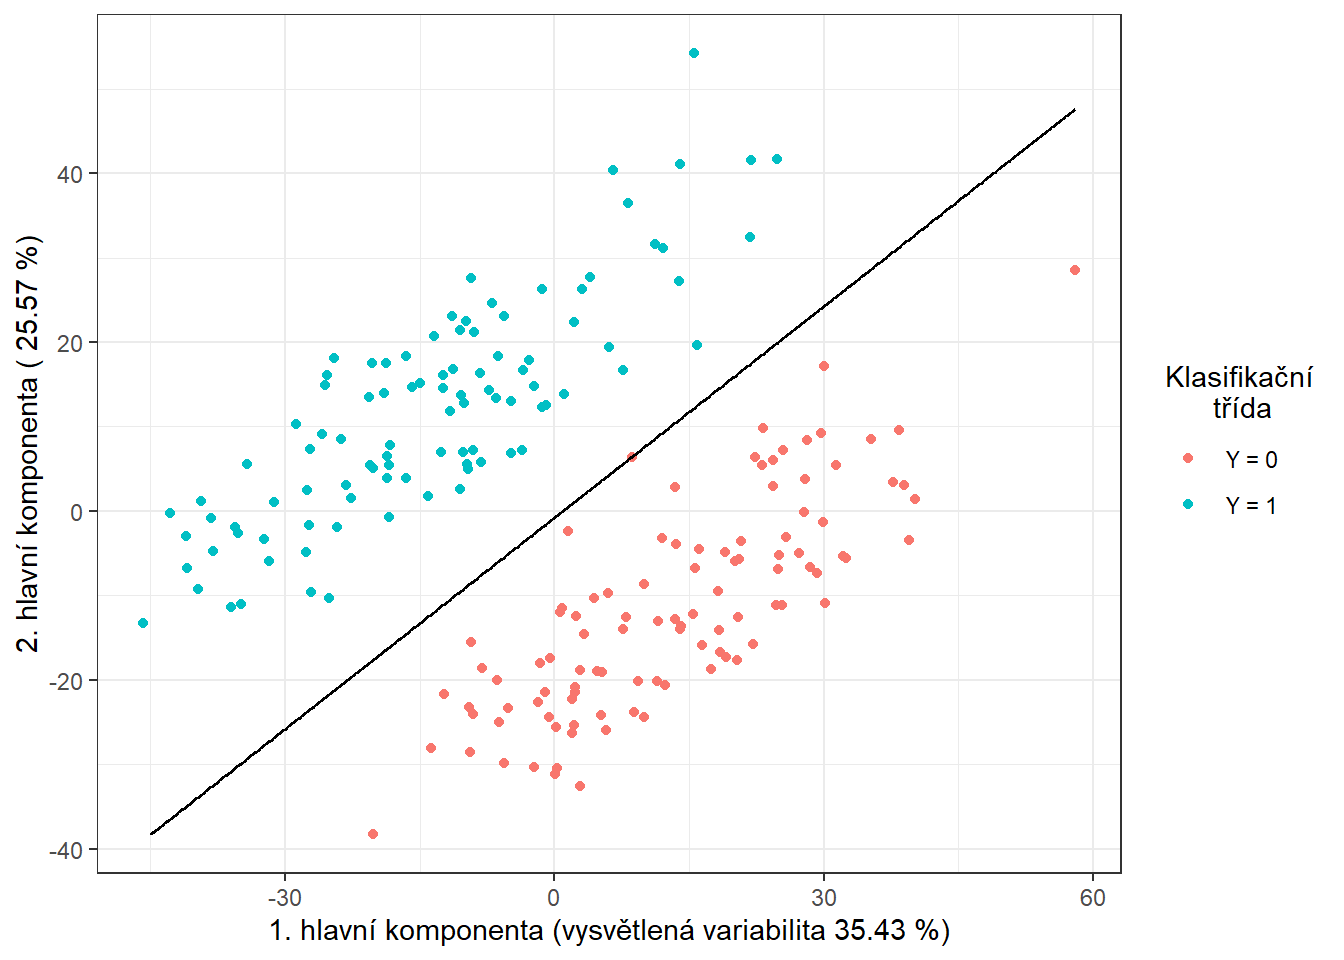 40
20
0
-20
-40
2. hlavní komponenta ( 25.57 %)
-30
0
30
60
1. hlavní komponenta (vysvětlená variabilita 35.43 %)
Klasifikační
třída
Y = 0
Y = 1